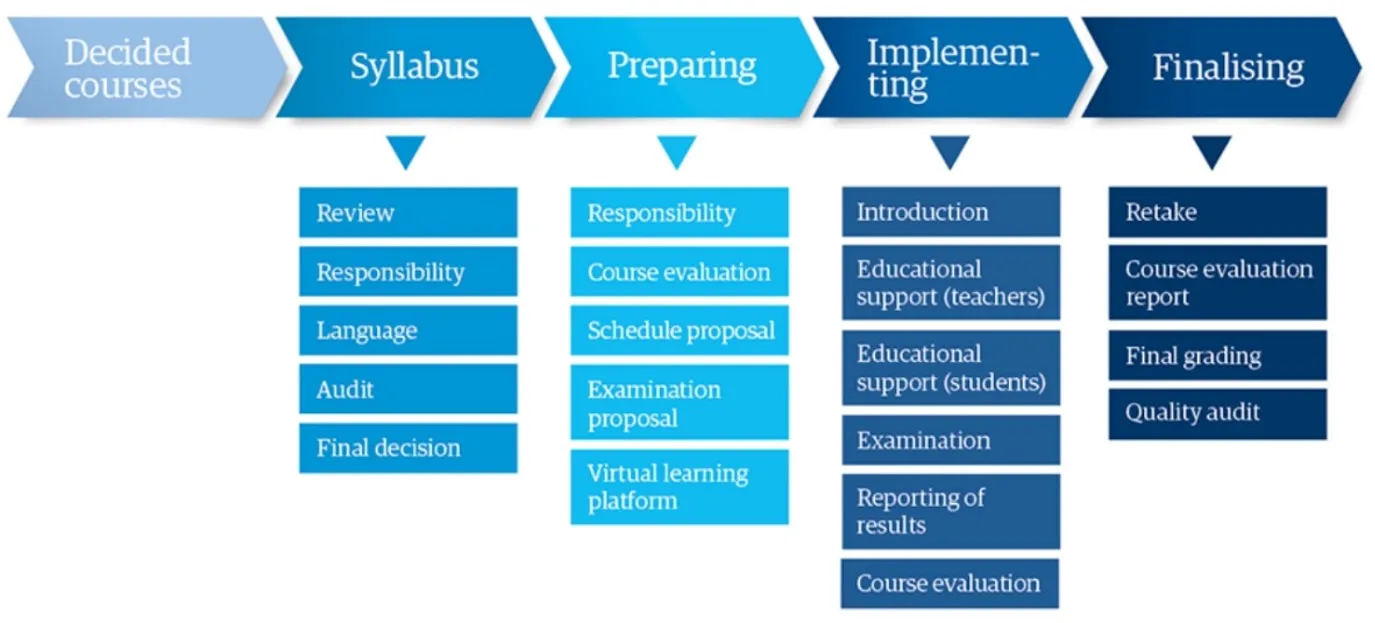 Decided
courses
Syllabus
Preparing
Implemen-
ting
Finalising
Review
Responsibility
Language
Audit
Final decision
Responsibility
Course evaluation
Schedule proposal
Examination
proposal
Virtual learning
platform
Introduction
Educational
support (teachers)
Educational
support (students)
Examination
Reporting of
results
Course evaluation
Retake
Course evaluation
report
Final grading
Quality audit